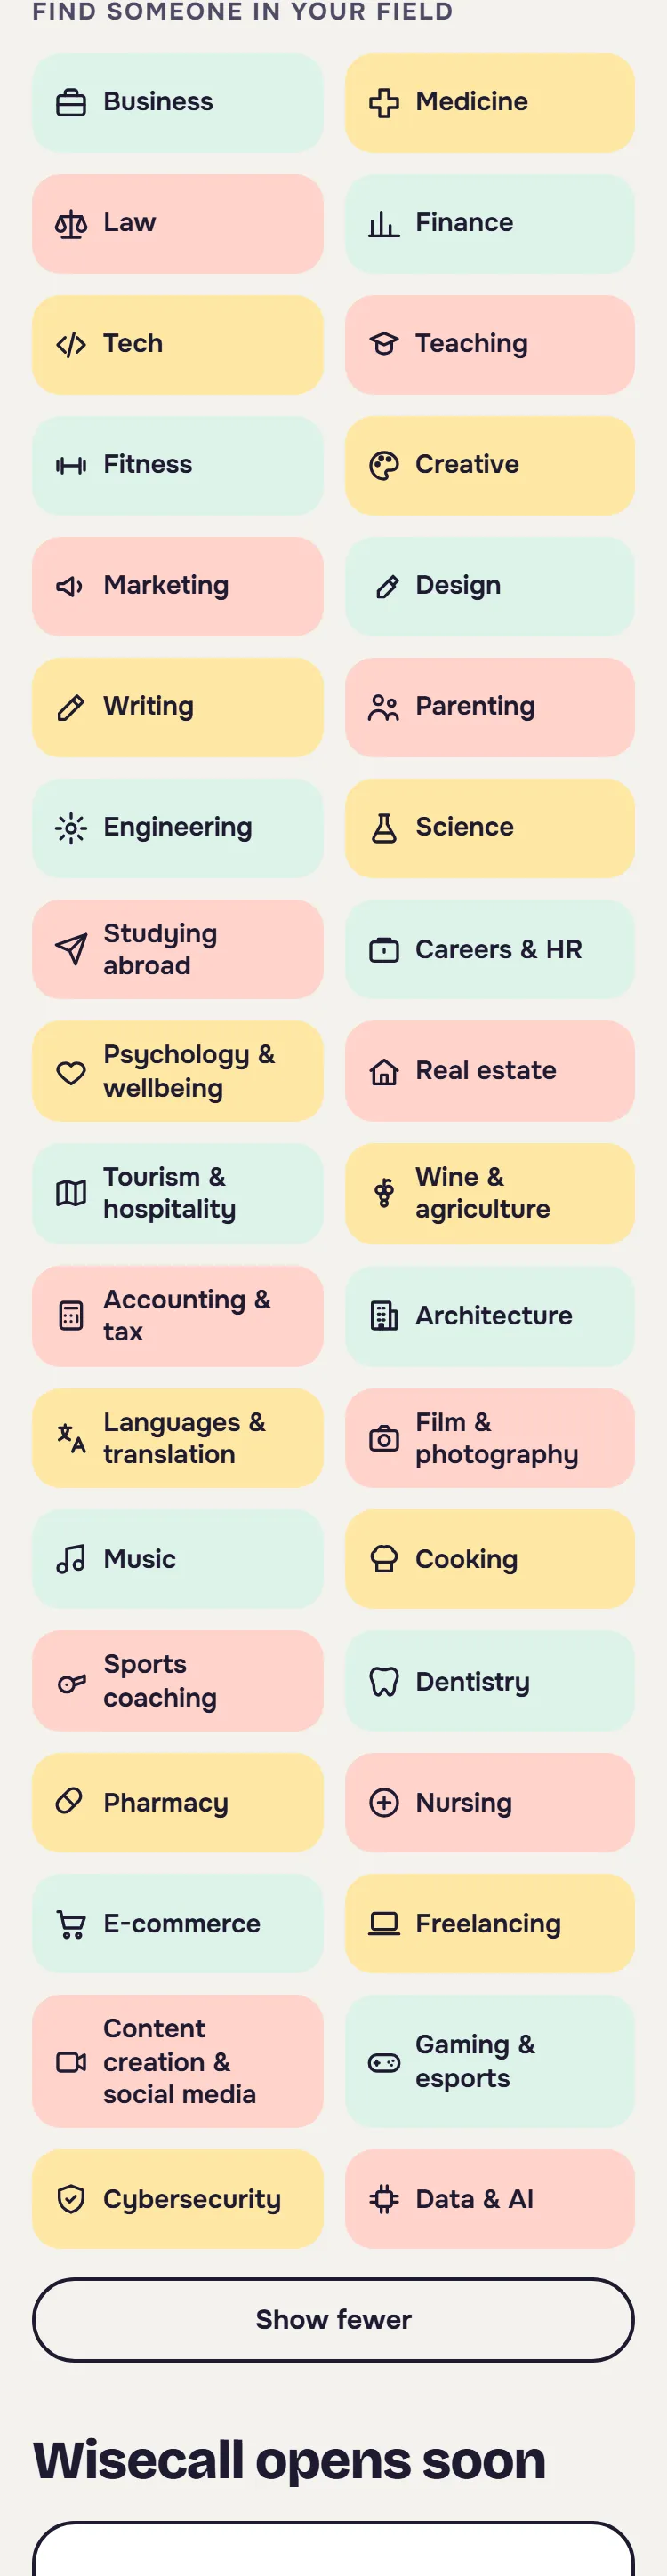 FIND SOMEONE IN YOUR FIELD
Business
Medicine
Law
Finance
Tech
Teaching
Fitness
Creative
Marketing
Design
Writing
Parenting
Engineering
Science
Studying
abroad
Careers & HR
Psychology &
wellbeing
Real estate
Tourism &
hospitality
Wine &
agriculture
Accounting &
tax
Architecture
Languages &
translation
Film &
photography
Music
Cooking
Sports
coaching
Dentistry
Pharmacy
Nursing
E-commerce
Freelancing
Content
creation &
social media
Gaming &
esports
Cybersecurity
Data & AI
Show fewer
Wisecall opens soon